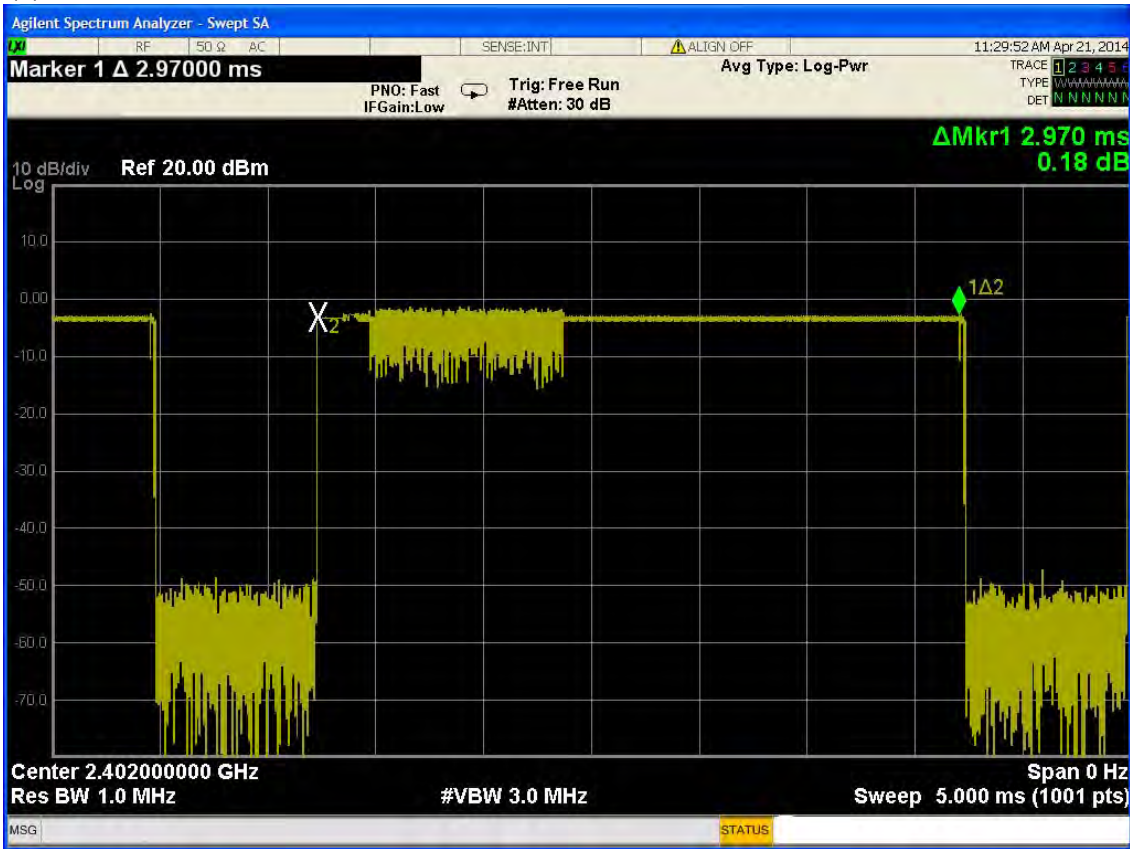 Agilent Spectrum Analyzer - Swept SA
LXI RF 50 Ω AC SENSE:INT ALIGN OFF 11:29:52 AM Apr 21, 2014
Marker 1 Δ 2.97000 ms
Avg Type: Log-Pwr
TRACE 1 2 3 4 5 6
PNO: Fast Trig: Free Run
TYPE
IFGain:Low #Atten: 30 dB
DET N N N N N N
ΔMkr1 2.970 ms
0.18 dB
10 dB/div Ref 20.00 dBm
Log
10.0
0.00
-10.0
-20.0
-30.0
-40.0
-50.0
-60.0
-70.0
X2
1Δ2
Center 2.402000000 GHz Span 0 Hz
Res BW 1.0 MHz #VBW 3.0 MHz Sweep 5.000 ms (1001 pts)
MSG STATUS